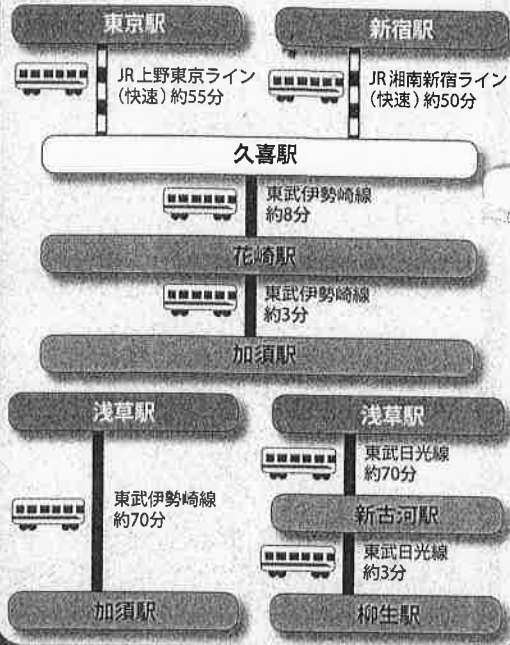 東京駅
新宿駅
JR上野東京ライン
(快速)約55分
JR湘南新宿ライン
(快速)約50分
久喜駅
東武伊勢崎線
約8分
花崎駅
東武伊勢崎線
約3分
加須駅
浅草駅
東武伊勢崎線
約70分
加須駅
浅草駅
東武日光線
約70分
新古河駅
東武日光線
約3分
柳生駅